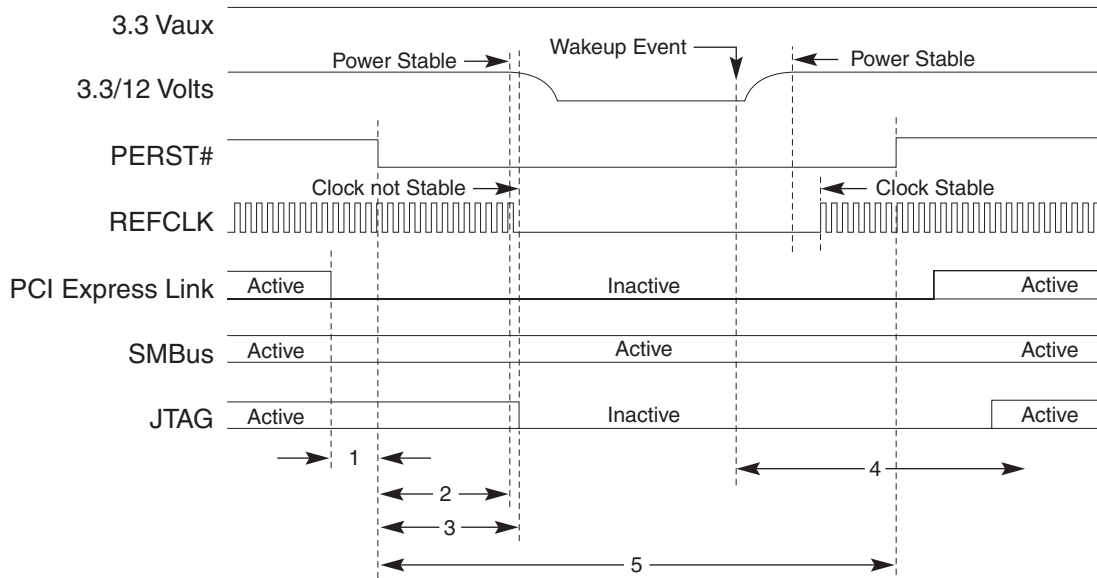 3.3 Vaux
Wakeup Event
Power Stable
Power Stable
3.3/12 Volts
PERST#
Clock not Stable
Clock Stable
REFCLK
PCI Express Link
Active
Inactive
Active
SMBus
Active
Active
Active
JTAG
Active
Inactive
Active
1
4
2
3
5